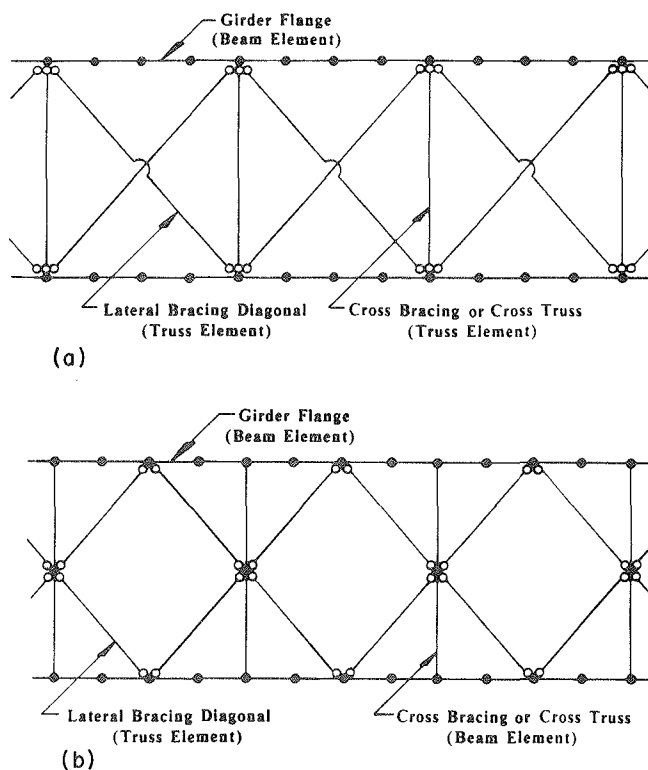 Girder Flange
(Beam Element)
Lateral Bracing Diagonal
(Truss Element)
Cross Bracing or Cross Truss
(Truss Element)
(a)
Girder Flange
(Beam Element)
Lateral Bracing Diagonal
(Truss Element)
Cross Bracing or Cross Truss
(Beam Element)
(b)